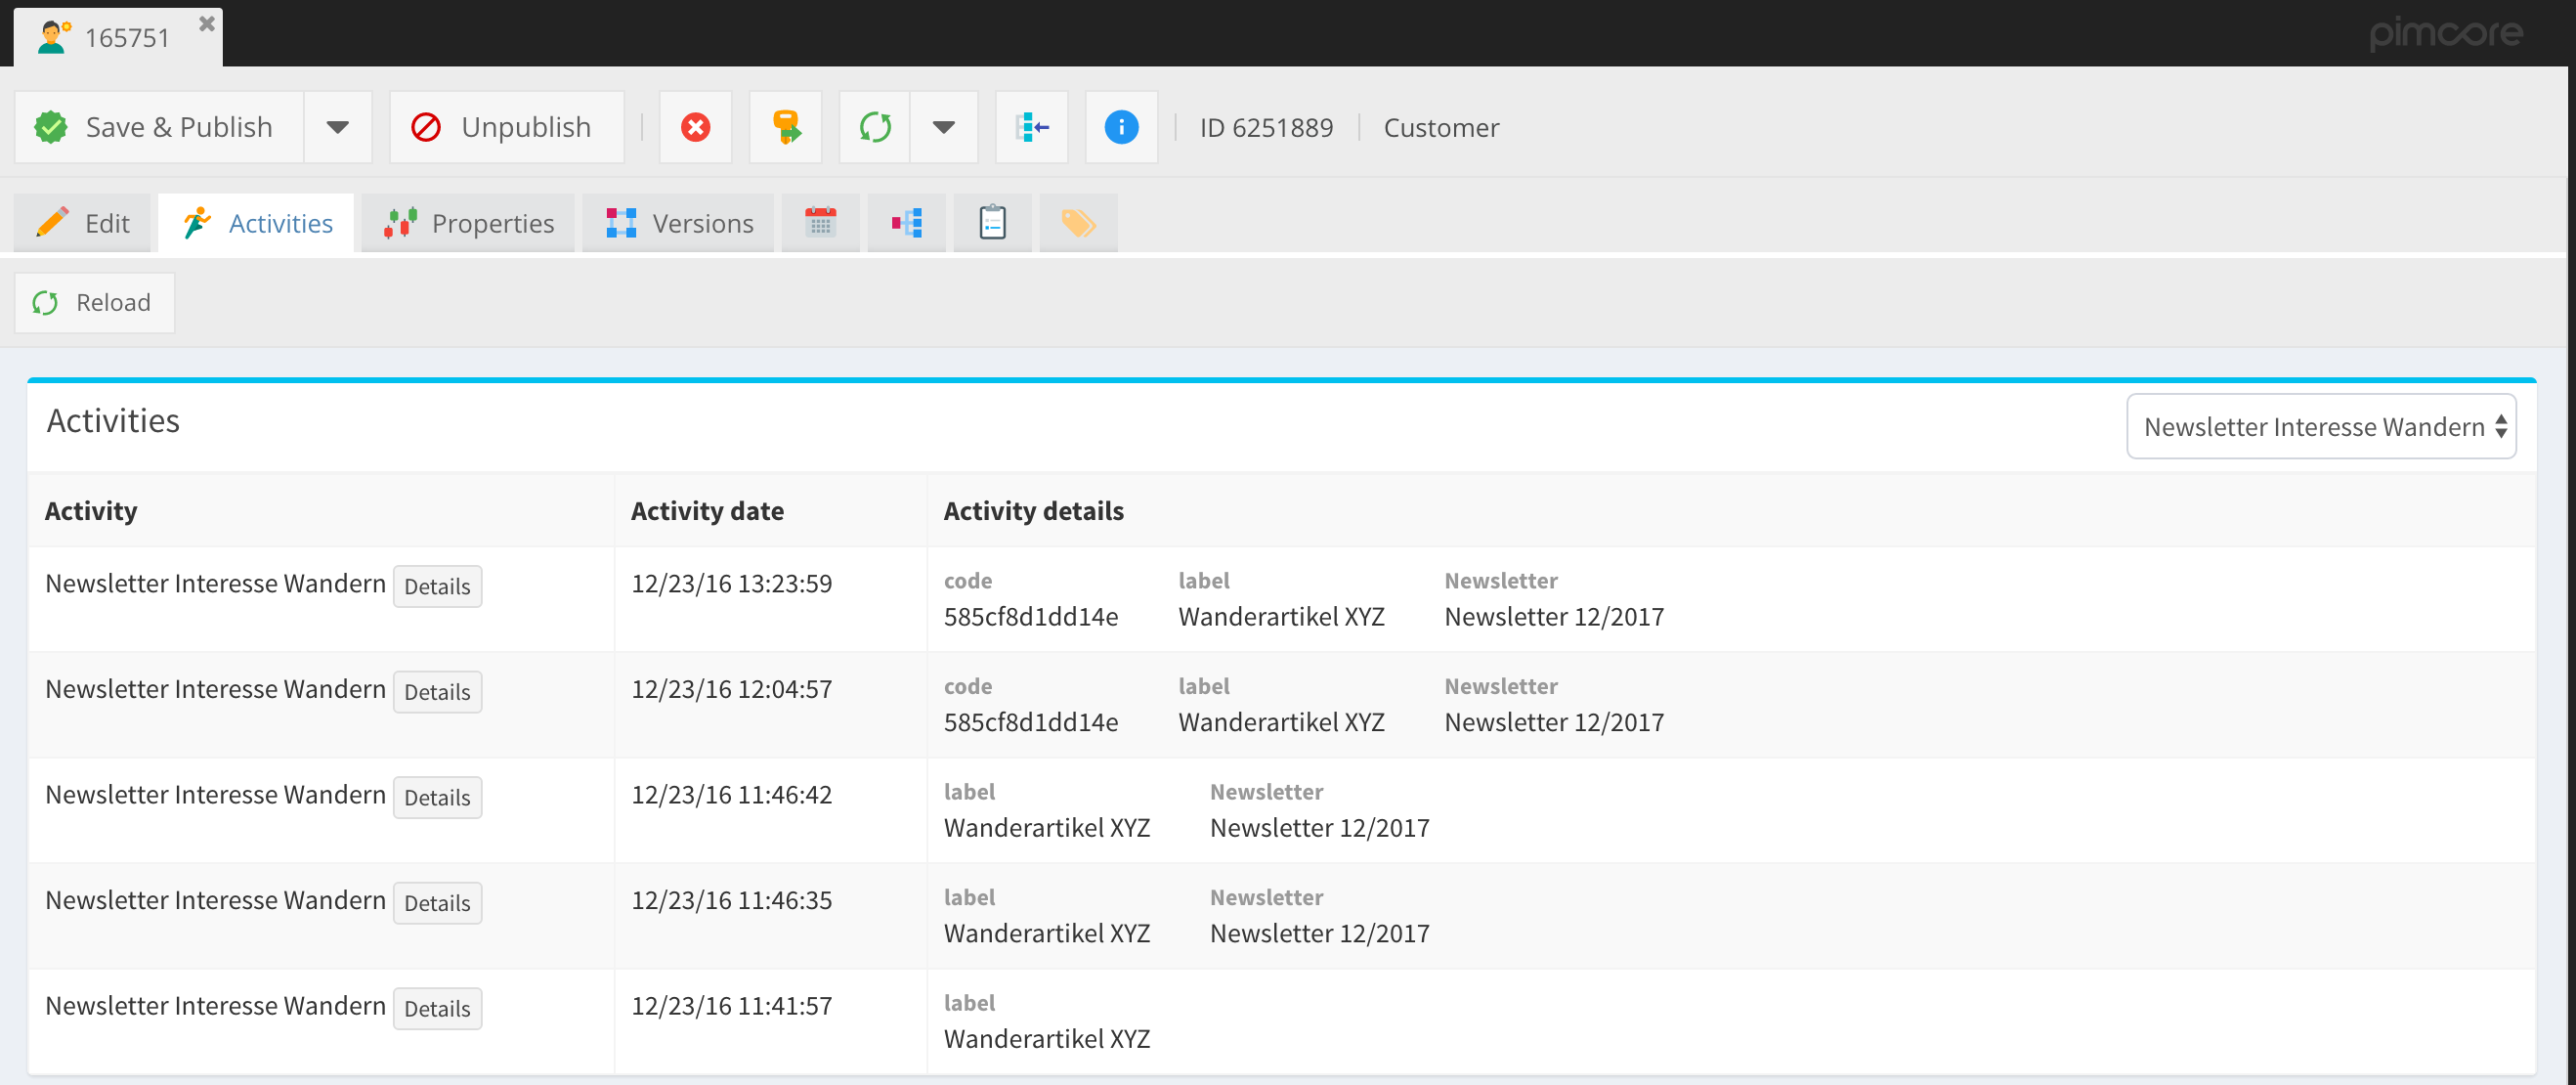 165751
pimcore
Save & Publish
Unpublish
ID 6251889
Customer
Edit
Activities
Properties
Versions
Reload
Activities
Newsletter Interesse Wandern
Activity Activity date Activity details
Newsletter Interesse Wandern Details 12/23/16 13:23:59
code label Newsletter
585cf8d1dd14e Wanderartikel XYZ Newsletter 12/2017
Newsletter Interesse Wandern Details 12/23/16 12:04:57
code label Newsletter
585cf8d1dd14e Wanderartikel XYZ Newsletter 12/2017
Newsletter Interesse Wandern Details 12/23/16 11:46:42
label Newsletter
Wanderartikel XYZ Newsletter 12/2017
Newsletter Interesse Wandern Details 12/23/16 11:46:35
label Newsletter
Wanderartikel XYZ Newsletter 12/2017
Newsletter Interesse Wandern Details 12/23/16 11:41:57
label
Wanderartikel XYZ